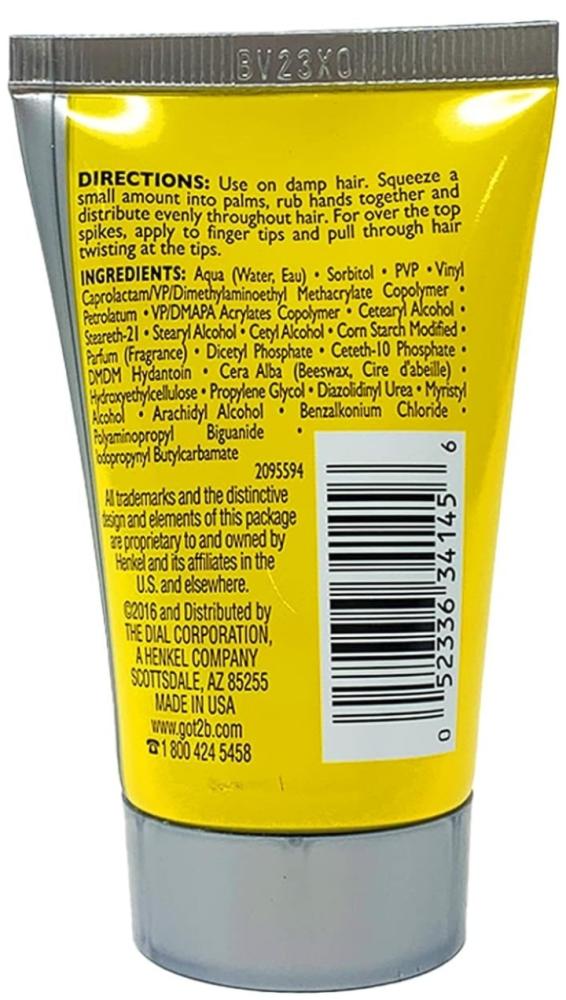 BV23X0
DIRECTIONS: Use on damp hair. Squeeze a
small amount into palms, rub hands together and
distribute evenly throughout hair. For over the top
spikes, apply to finger tips and pull through hair
twisting at the tips.
INGREDIENTS: Aqua (Water, Eau) • Sorbitol • PVP • Vinyl
Caprolactam/VP/Dimethylaminoethyl Methacrylate Copolymer •
Petrolatum • VP/DMAPA Acrylates Copolymer • Cetearyl Alcohol •
Steareth-21 • Stearyl Alcohol • Cetyl Alcohol • Corn Starch Modified •
Parfum (Fragrance) • Dicetyl Phosphate • Ceteth-10 Phosphate •
DMDM Hydantoin • Cera Alba (Beeswax, Cire d'abeille) •
Hydroxyethylcellulose • Propylene Glycol • Diazolidinyl Urea • Myristyl
Alcohol • Arachidyl Alcohol • Benzalkonium Chloride •
Polyaminopropyl Biguanide •
Iodopropynyl Butylcarbamate
2095594
All trademarks and the distinctive
design and elements of this package
are proprietary to and owned by
Henkel and its affiliates in the
U.S. and elsewhere.
©2016 and Distributed by
THE DIAL CORPORATION,
A HENKEL COMPANY
SCOTTSDALE, AZ 85255
MADE IN USA
www.got2b.com
☎1 800 424 5458
0 52336 34145 6